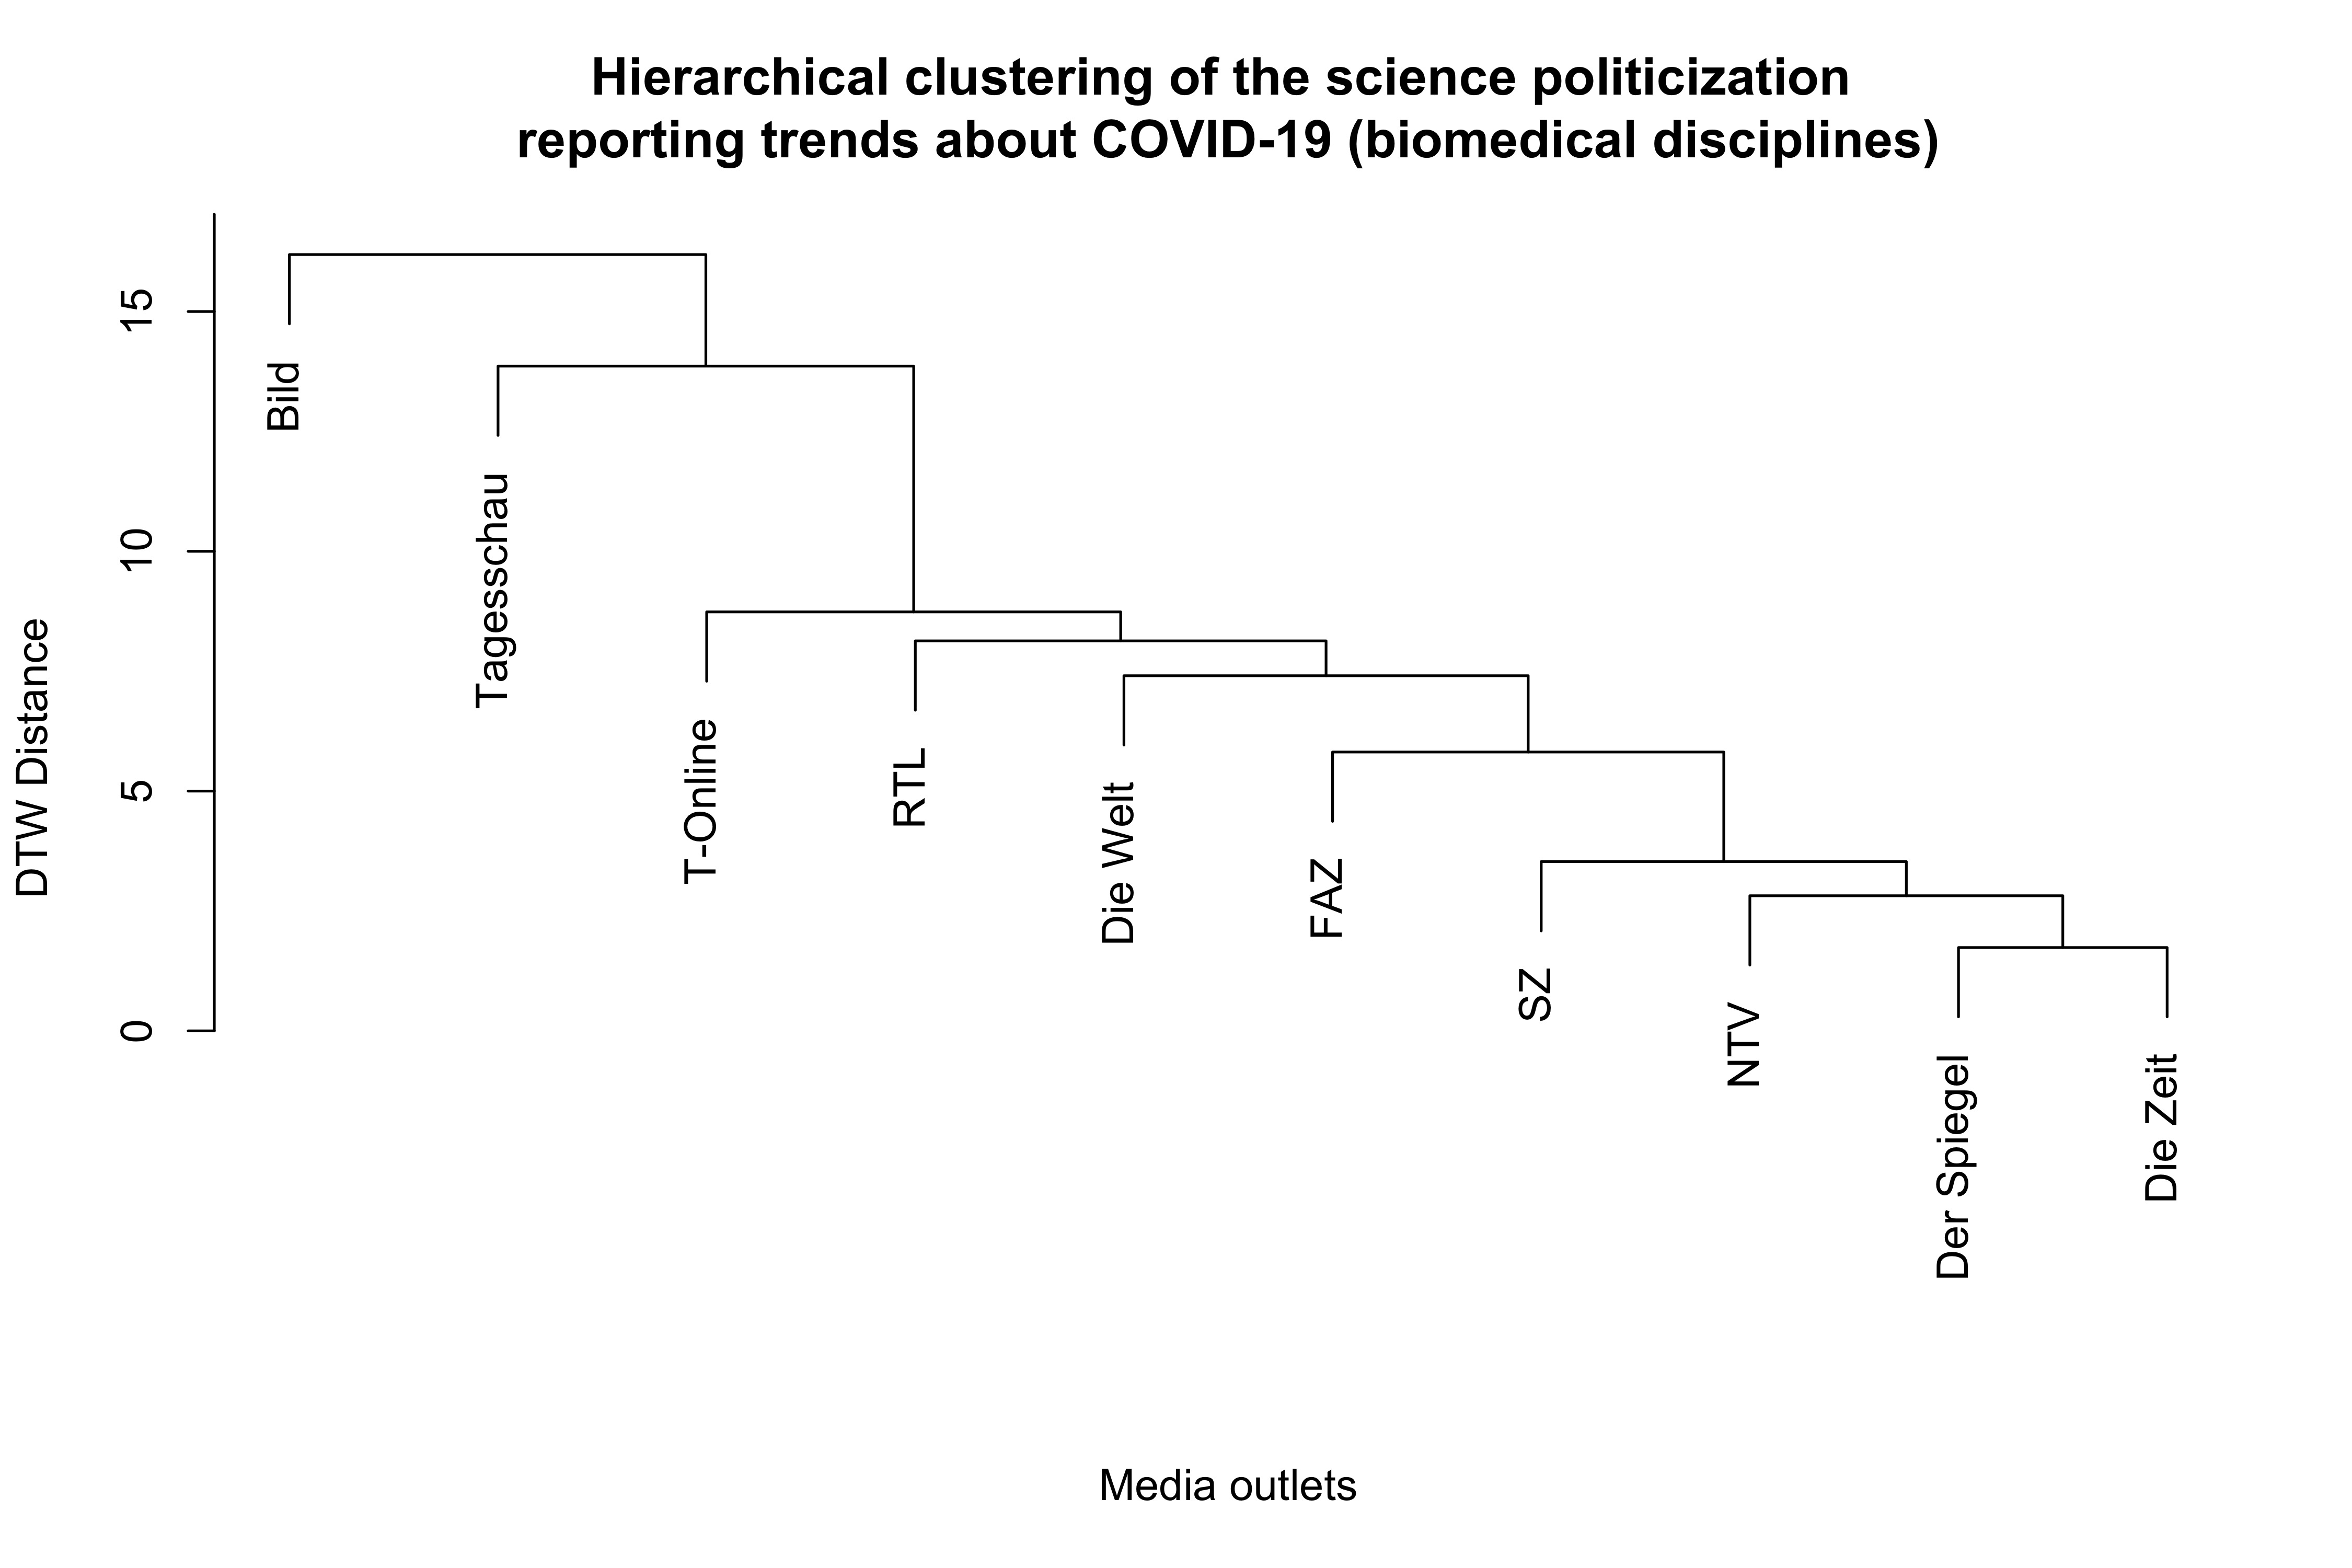 Hierarchical clustering of the science politicization
reporting trends about COVID-19 (biomedical disciplines)
DTW Distance
15
10
5
0
Bild
Tagesschau
T-Online
RTL
Die Welt
FAZ
SZ
NTV
Der Spiegel
Die Zeit
Media outlets